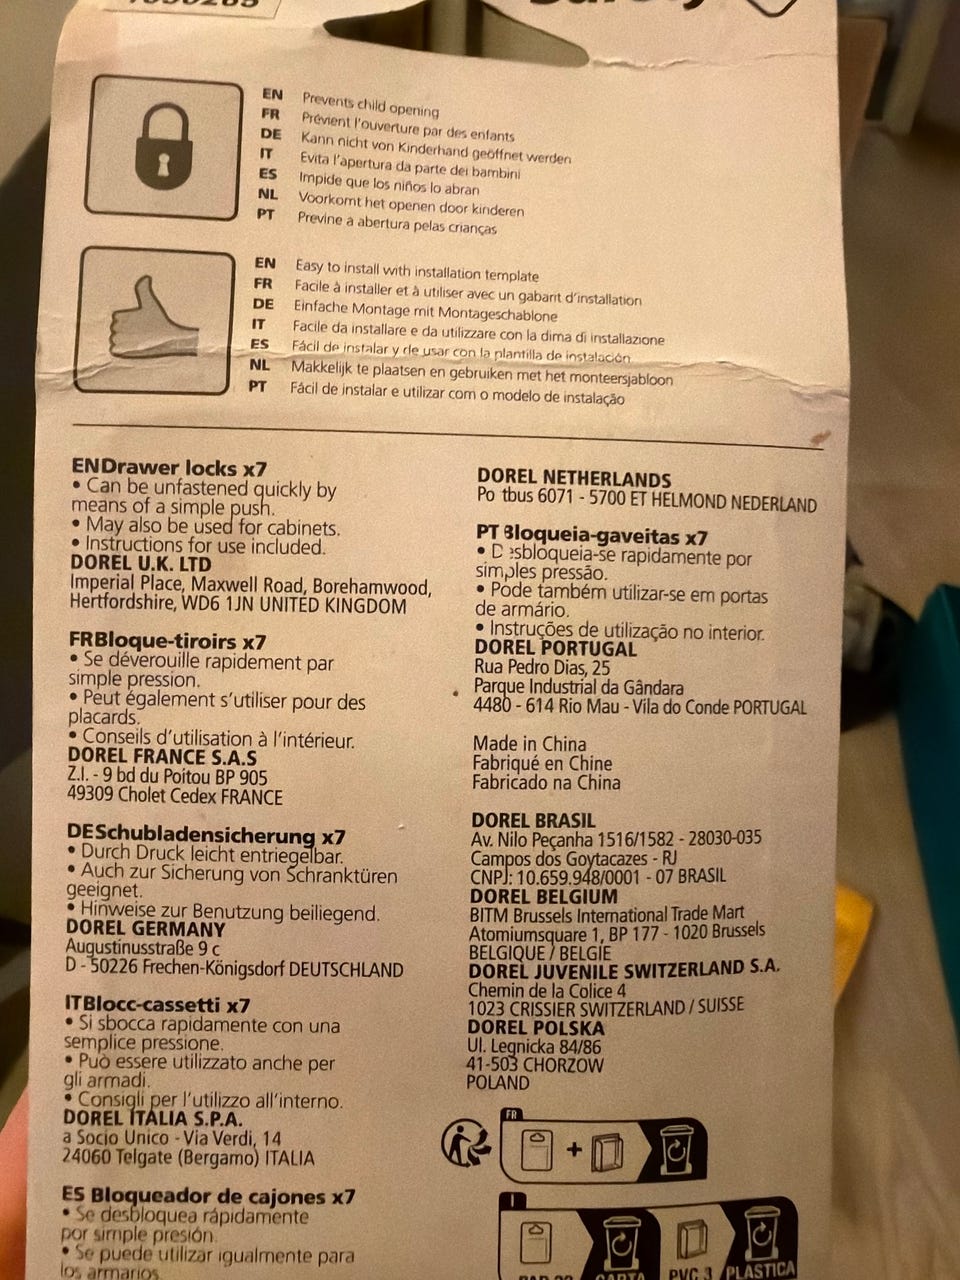 EN Prevents child opening
FR Prévient l'ouverture par des enfants
DE Kann nicht von Kinderhand geöffnet werden
IT Evita l'apertura da parte dei bambini
ES Impide que los niños lo abran
NL Voorkomt het openen door kinderen
PT Previne a abertura pelas crianças
EN Easy to install with installation template
FR Facile à installer et à utiliser avec un gabarit d'installation
DE Einfache Montage mit Montageschablone
IT Facile da installare e da utilizzare con la dima di installazione
ES Fácil de instalar y de usar con la plantilla de instalación
NL Makkelijk te plaatsen en gebruiken met het monteersjabloon
PT Fácil de instalar e utilizar com o modelo de instalação
ENDrawer locks x7
• Can be unfastened quickly by
means of a simple push.
• May also be used for cabinets.
• Instructions for use included.
DOREL U.K. LTD
Imperial Place, Maxwell Road, Borehamwood,
Hertfordshire, WD6 1JN UNITED KINGDOM
FRBloque-tiroirs x7
• Se déverouille rapidement par
simple pression.
• Peut également s'utiliser pour des
placards.
• Conseils d'utilisation à l'intérieur.
DOREL FRANCE S.A.S
Z.I. - 9 bd du Poitou BP 905
49309 Cholet Cedex FRANCE
DESchubladensicherung x7
• Durch Druck leicht entriegelbar.
• Auch zur Sicherung von Schranktüren
geeignet.
• Hinweise zur Benutzung beiliegend.
DOREL GERMANY
Augustinusstraße 9 c
D - 50226 Frechen-Königsdorf DEUTSCHLAND
ITBlocc-cassetti x7
• Si sbocca rapidamente con una
semplice pressione.
• Può essere utilizzato anche per
gli armadi.
• Consigli per l'utilizzo all'interno.
DOREL ITALIA S.P.A.
a Socio Unico - Via Verdi, 14
24060 Telgate (Bergamo) ITALIA
ES Bloqueador de cajones x7
• Se desbloquea rápidamente
por simple presión.
• Se puede utilizar igualmente para
los armarios.
DOREL NETHERLANDS
Po tbus 6071 - 5700 ET HELMOND NEDERLAND
PT Bloqueia-gaveitas x7
• D esbloqueia-se rapidamente por
simples pressão.
• Pode também utilizar-se em portas
de armário.
• Instruções de utilização no interior.
DOREL PORTUGAL
Rua Pedro Dias, 25
Parque Industrial da Gândara
4480 - 614 Rio Mau - Vila do Conde PORTUGAL
Made in China
Fabriqué en Chine
Fabricado na China
DOREL BRASIL
Av. Nilo Peçanha 1516/1582 - 28030-035
Campos dos Goytacazes - RJ
CNPJ: 10.659.948/0001 - 07 BRASIL
DOREL BELGIUM
BITM Brussels International Trade Mart
Atomiumsquare 1, BP 177 - 1020 Brussels
BELGIQUE / BELGIE
DOREL JUVENILE SWITZERLAND S.A.
Chemin de la Colice 4
1023 CRISSIER SWITZERLAND / SUISSE
DOREL POLSKA
Ul. Legnicka 84/86
41-503 CHORZOW
POLAND
FR
+
I
CARTA PVC 3 PLASTICA